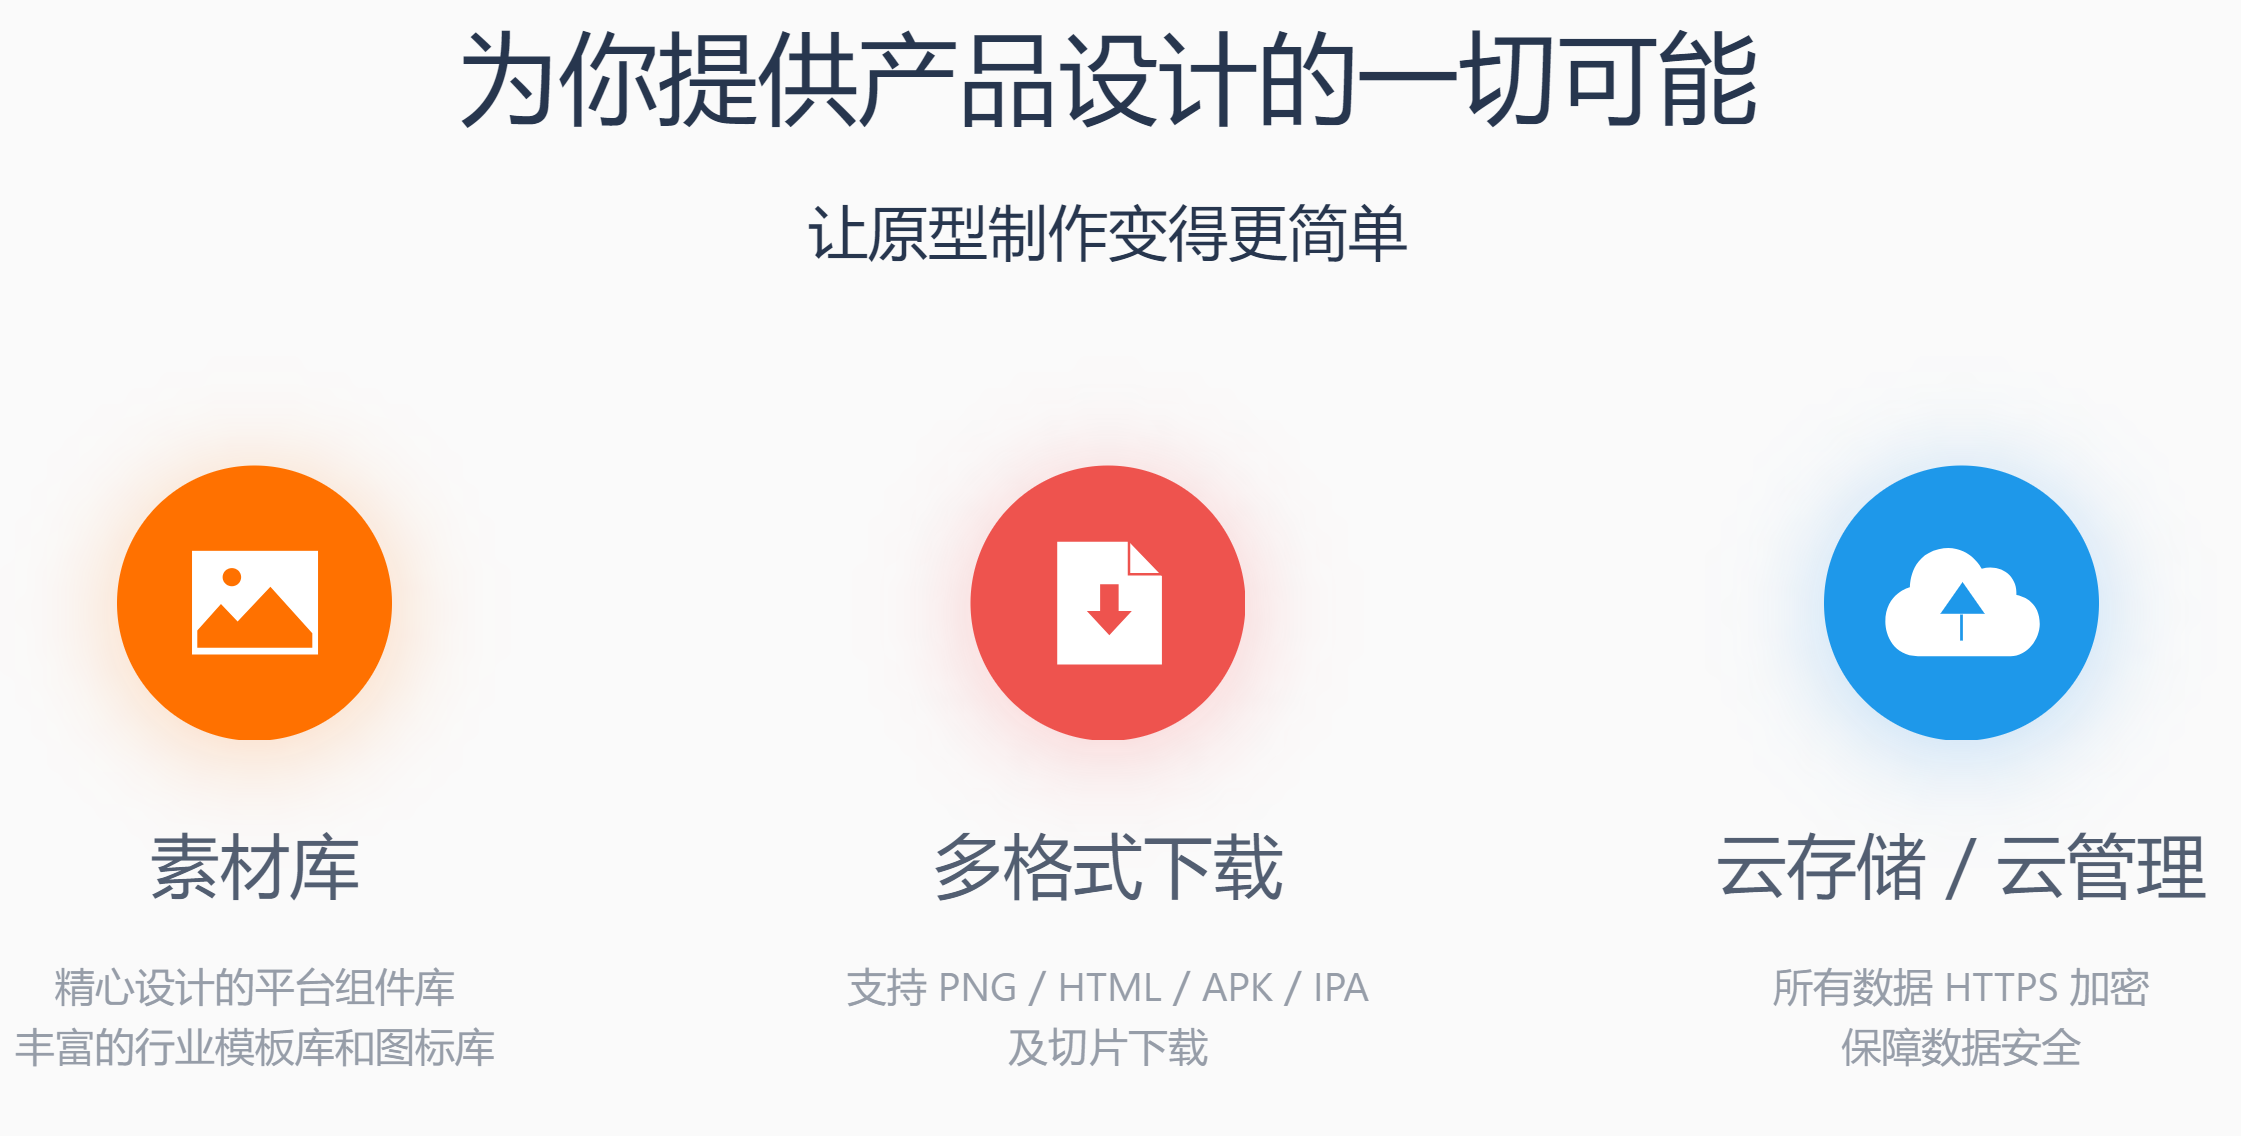 为你提供产品设计的一切可能
让原型制作变得更简单
素材库
精心设计的平台组件库
丰富的行业模板库和图标库
多格式下载
支持 PNG / HTML / APK / IPA
及切片下载
云存储 / 云管理
所有数据 HTTPS 加密
保障数据安全